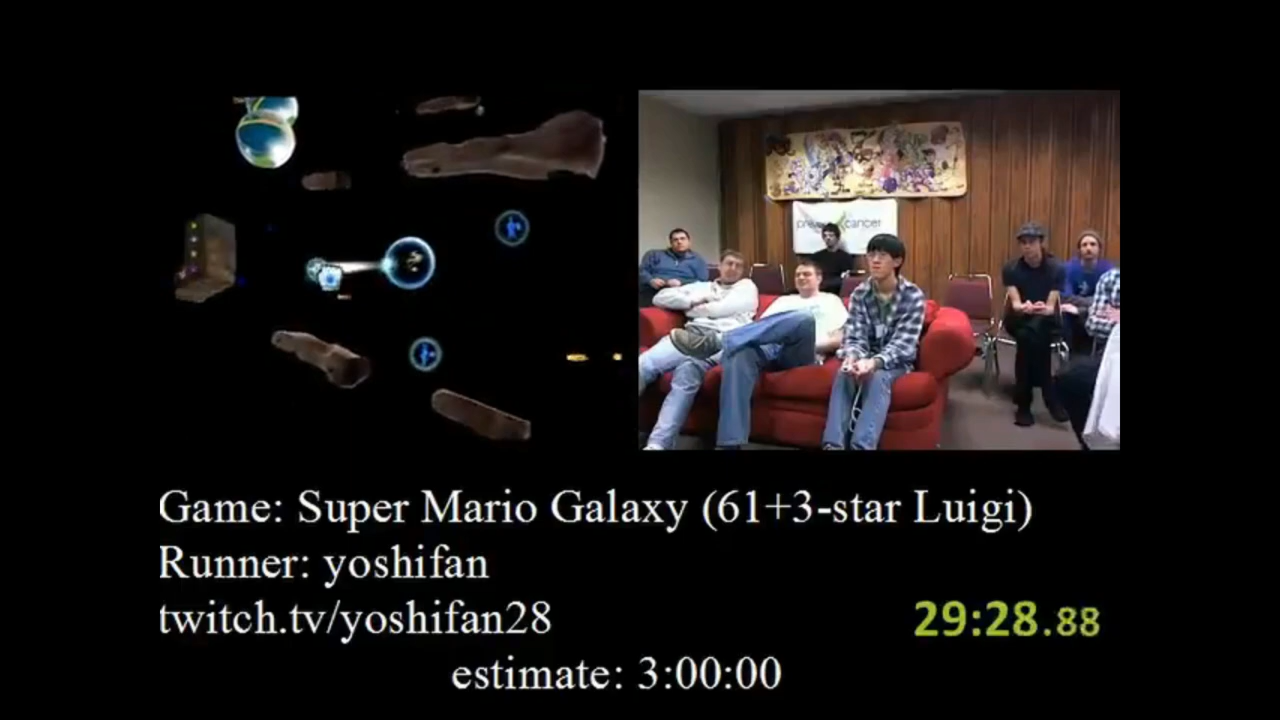 cancer
Game: Super Mario Galaxy (61+3-star Luigi)
Runner: yoshifan
twitch.tv/yoshifan28
29:28.88
estimate: 3:00:00